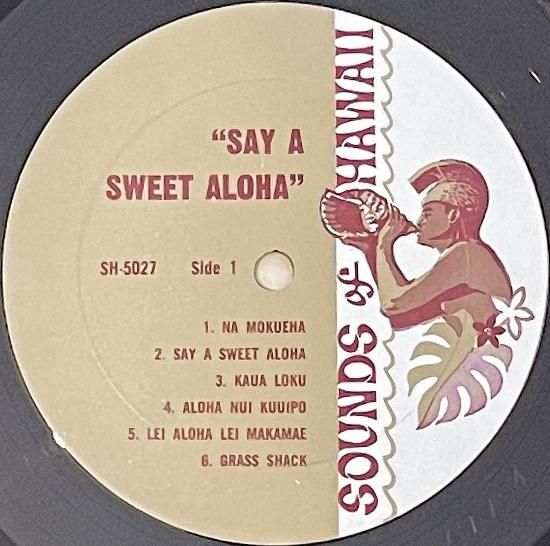 "SAY A
SWEET ALOHA"
SH-5027 Side 1
1. NA MOKUEHA
2. SAY A SWEET ALOHA
3. KAUA LOKU
4. ALOHA NUI KUUIPO
5. LEI ALOHA LEI MAKAMAE
6. GRASS SHACK
SOUNDS of HAWAII